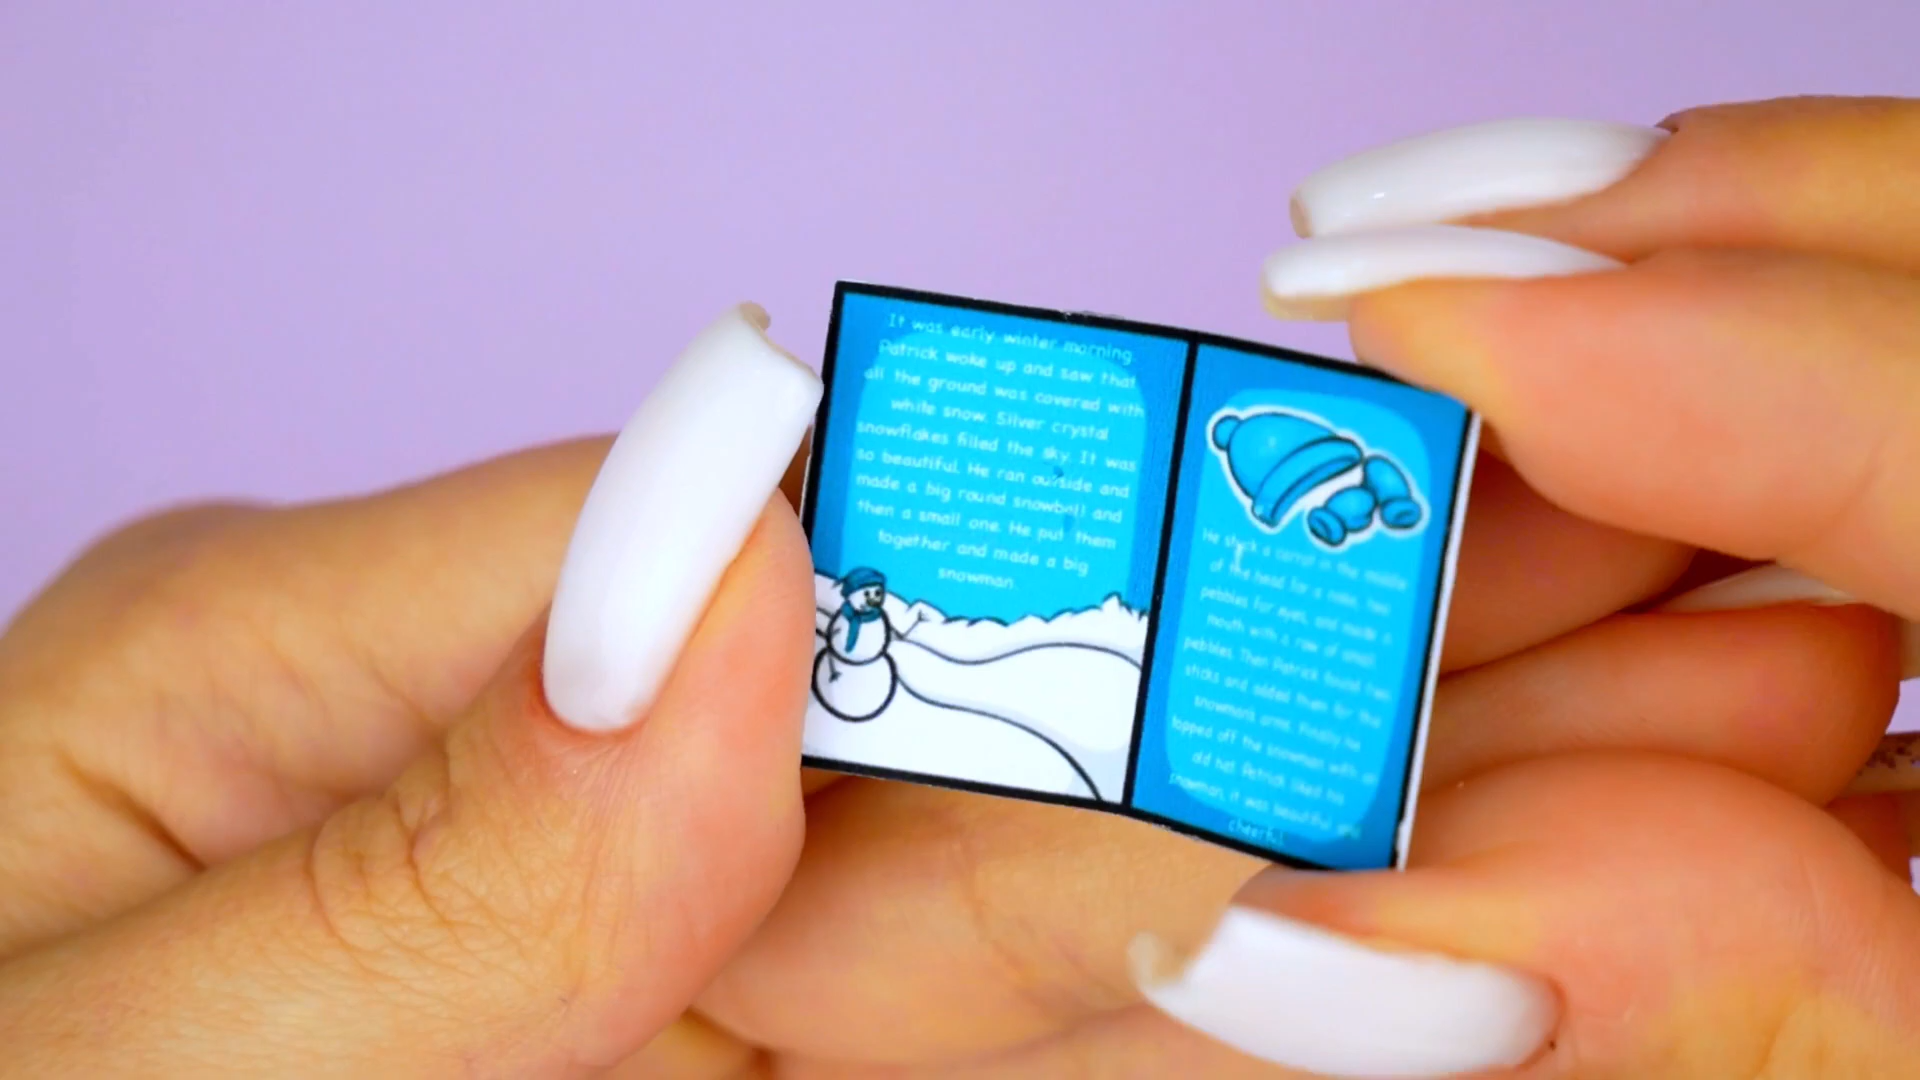 It was early winter morning.
Patrick woke up and saw that
all the ground was covered with
white snow. Silver crystal
snowflakes filled the sky. It was
so beautiful. He ran outside and
made a big round snowball and
then a small one. He put them
together and made a big
snowman.
He stuck a carrot in the middle
of the head for a nose, two
pebbles for eyes, and made a
mouth with a row of small
pebbles. Then Patrick found two
sticks and added them for the
snowman's arms. Finally he
topped off the snowman with an
old hat. Patrick liked his
snowman, it was beautiful and
cheerful